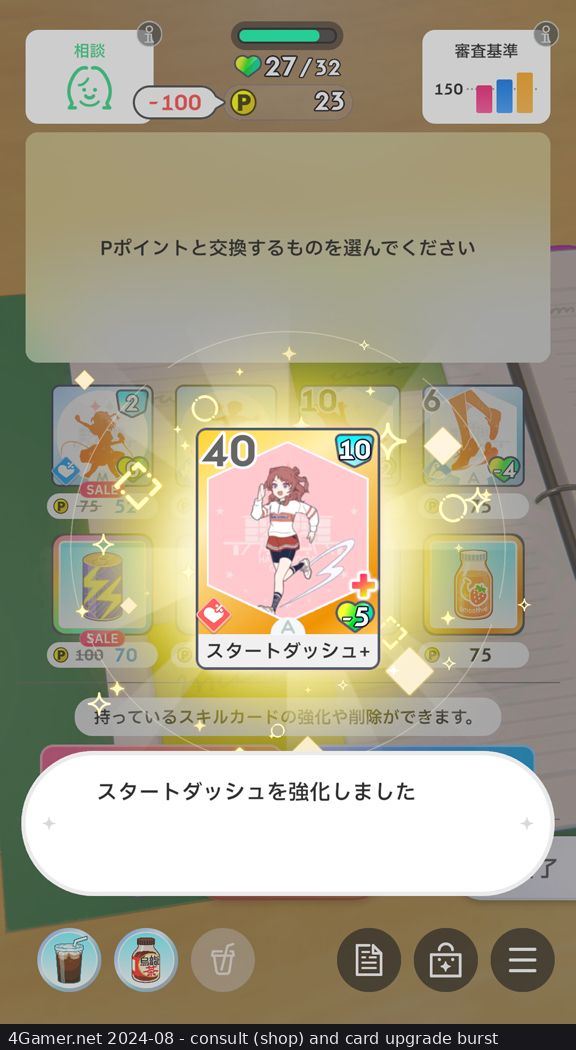 相談
27/32
-100
P
23
審査基準
150
Pポイントと交換するものを選んでください
2
10
6
-4
SALE
P 75 52
40
10
A
-5
スタートダッシュ+
SALE
P 100 70
smoothie
P 75
持っているスキルカードの強化や削除ができます。
スタートダッシュを強化しました
了
烏龍茶
4Gamer.net 2024-08 - consult (shop) and card upgrade burst